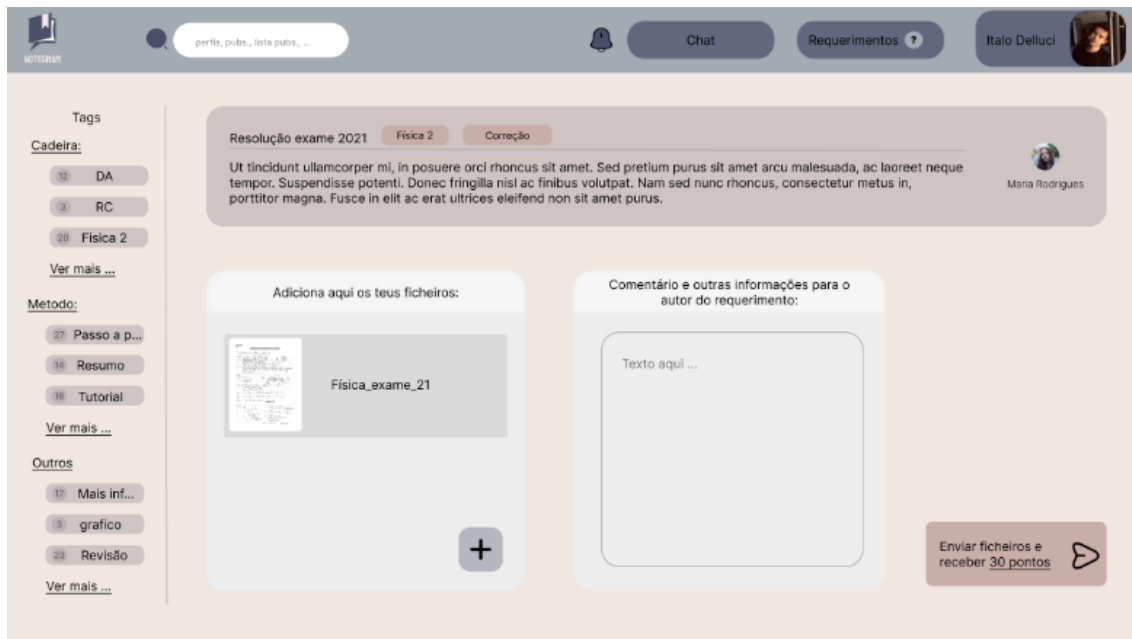 NOTEGRAM
perfis, pubs., lista pubs., ...
Chat
Requerimentos ?
Italo Delluci
Tags
Cadeira:
12 DA
3 RC
20 Física 2
Ver mais ...
Metodo:
27 Passo a p...
14 Resumo
18 Tutorial
Ver mais ...
Outros
17 Mais inf...
3 grafico
23 Revisão
Ver mais ...
Resolução exame 2021 Física 2 Correção
Ut tincidunt ullamcorper mi, in posuere orci rhoncus sit amet. Sed pretium purus sit amet arcu malesuada, ac laoreet neque
tempor. Suspendisse potenti. Donec fringilla nisl ac finibus volutpat. Nam sed nunc rhoncus, consectetur metus in,
porttitor magna. Fusce in elit ac erat ultrices eleifend non sit amet purus.
Maria Rodrigues
Adiciona aqui os teus ficheiros:
Física_exame_21
+
Comentário e outras informações para o
autor do requerimento:
Texto aqui ...
Enviar ficheiros e
receber 30 pontos